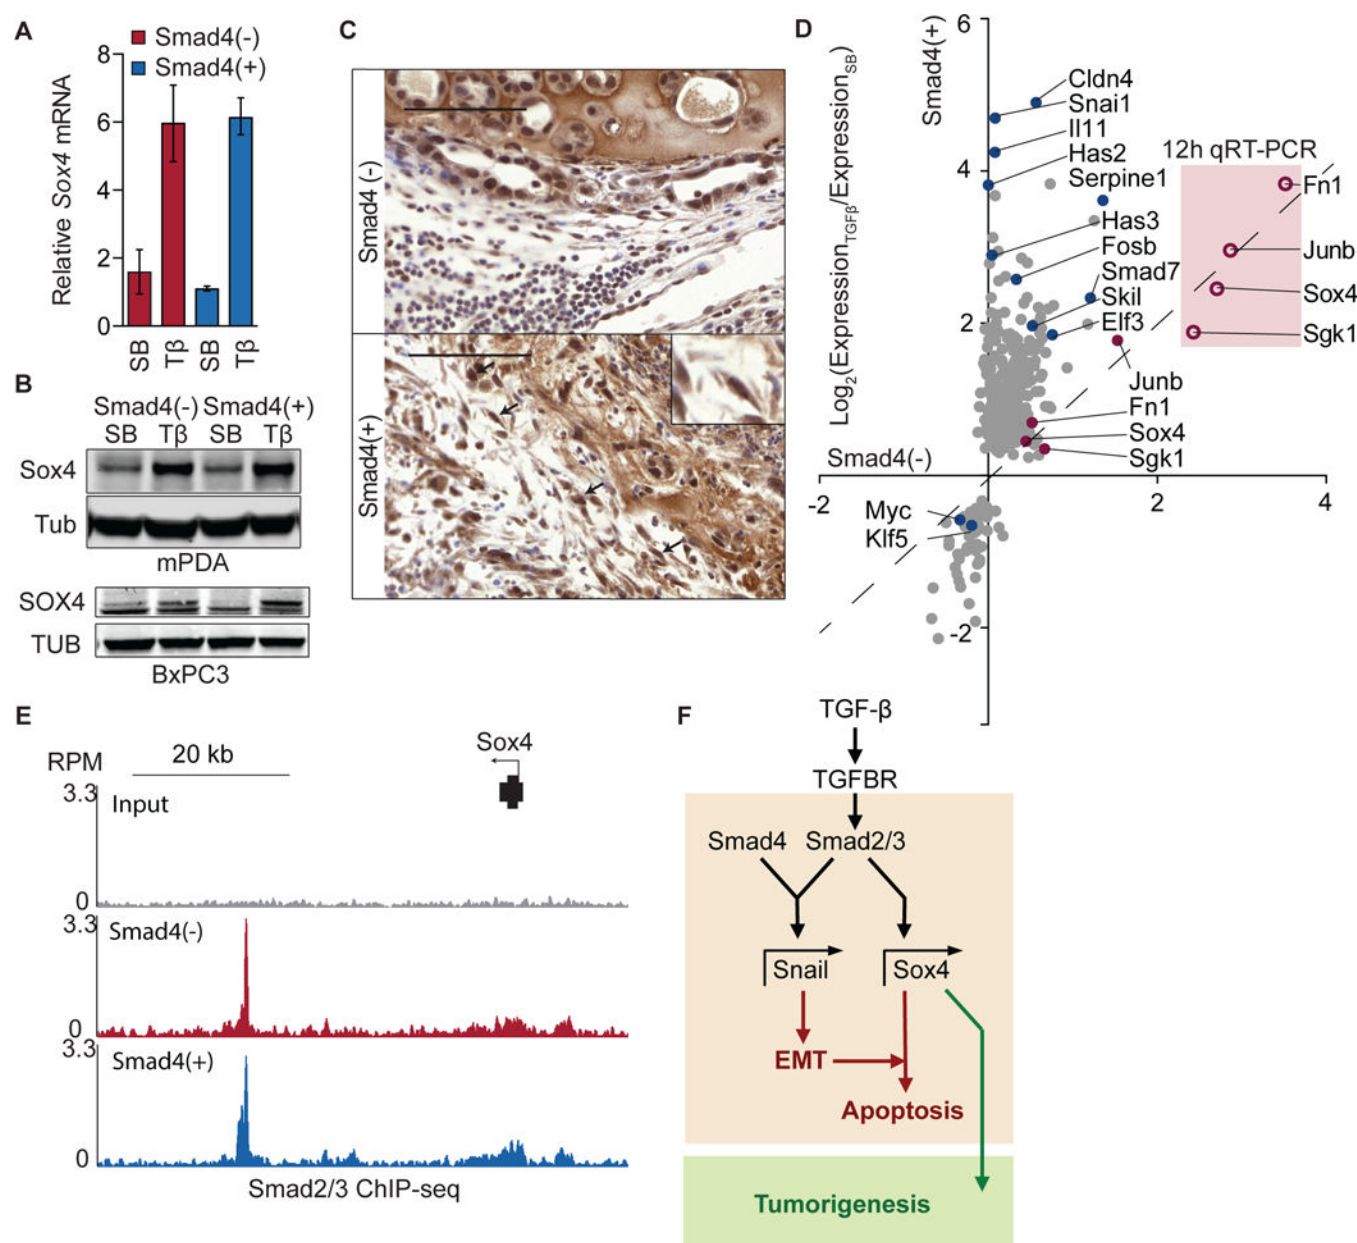 A
Smad4(-)
Smad4(+)
8
6
4
2
0
Relative Sox4 mRNA
SB
Tβ
SB
Tβ
B
Smad4(-) Smad4(+)
SB Tβ SB Tβ
Sox4
Tub
mPDA
SOX4
TUB
BxPC3
C
Smad4 (-)
Smad4(+)
D
Log2(ExpressionTGFβ/ExpressionSB)
Smad4(+)
6
4
2
-2
Smad4(-)
-2
2
4
Cldn4
Snai1
Il11
Has2
Serpine1
Has3
Fosb
Smad7
Skil
Elf3
Junb
Fn1
Sox4
Sgk1
Myc
Klf5
12h qRT-PCR
Fn1
Junb
Sox4
Sgk1
E
RPM
20 kb
Sox4
3.3
Input
0
3.3
Smad4(-)
0
3.3
Smad4(+)
0
Smad2/3 ChIP-seq
F
TGF-β
TGFBR
Smad4 Smad2/3
Snail Sox4
EMT
Apoptosis
Tumorigenesis